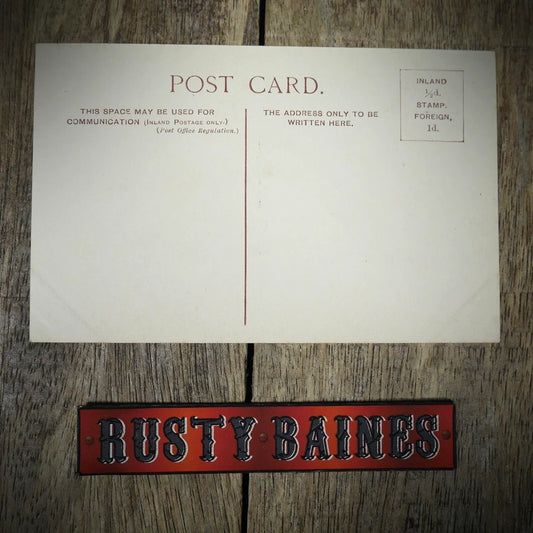 POST CARD.
THIS SPACE MAY BE USED FOR
COMMUNICATION (INLAND POSTAGE ONLY.)
(Post Office Regulation.)
THE ADDRESS ONLY TO BE
WRITTEN HERE.
INLAND
½d.
STAMP.
FOREIGN,
1d.
RUSTY BAINES